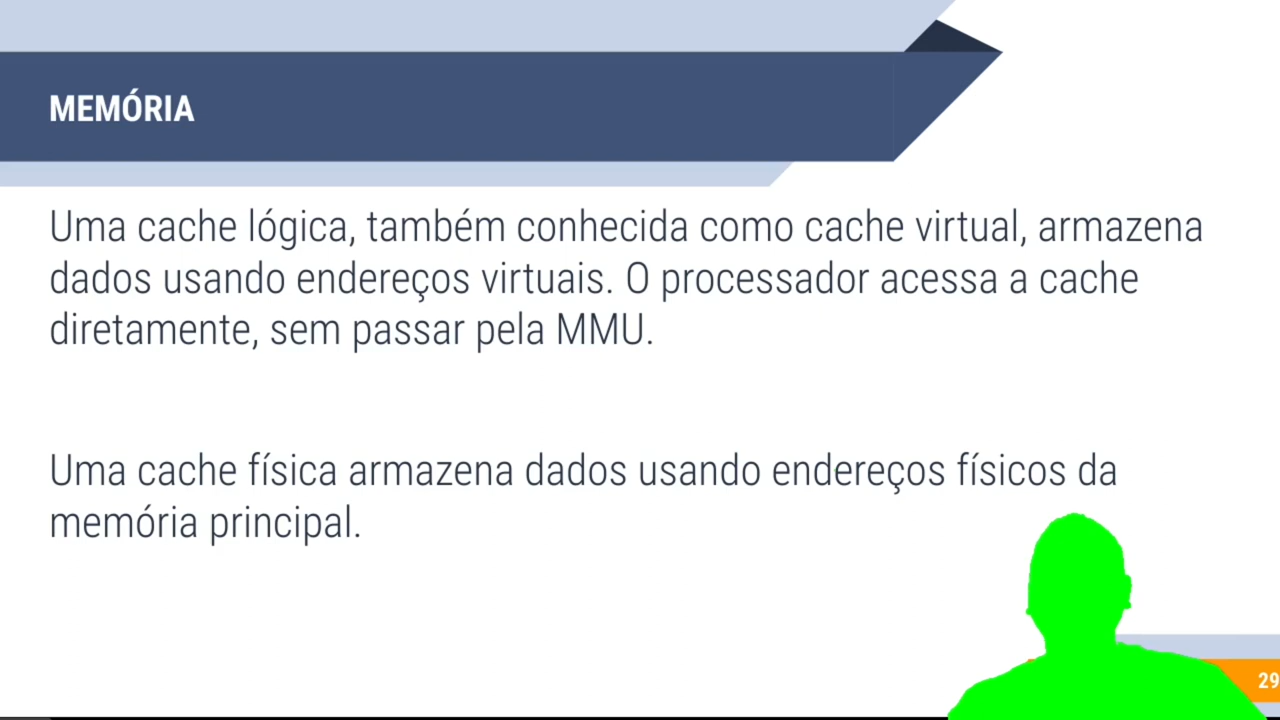 MEMÓRIA
Uma cache lógica, também conhecida como cache virtual, armazena
dados usando endereços virtuais. O processador acessa a cache
diretamente, sem passar pela MMU.
Uma cache física armazena dados usando endereços físicos da
memória principal.
29